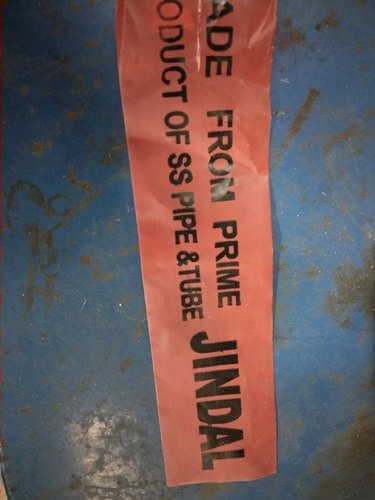 ADE FROM PRIME
ODUCT OF SS PIPE & TUBE
JINDAL